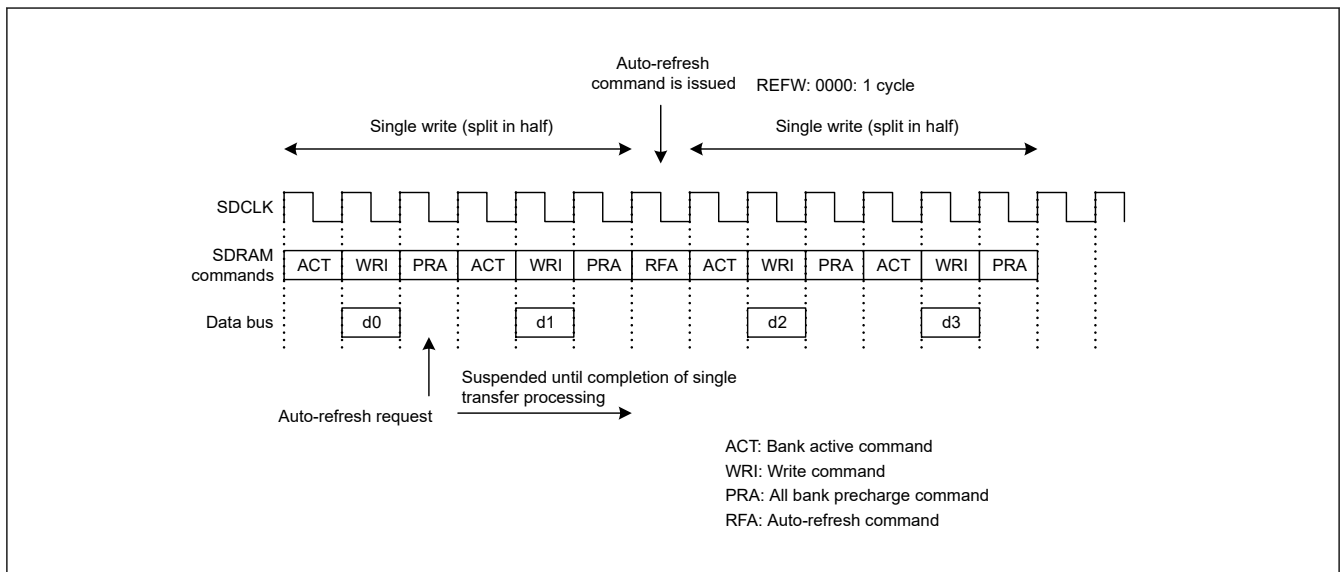 Auto-refresh
command is issued
REFW: 0000: 1 cycle
Single write (split in half)
Single write (split in half)
SDCLK
SDRAM
commands
ACT WRI PRA ACT WRI PRA RFA ACT WRI PRA ACT WRI PRA
Data bus
d0 d1 d2 d3
Suspended until completion of single
transfer processing
Auto-refresh request
ACT: Bank active command
WRI: Write command
PRA: All bank precharge command
RFA: Auto-refresh command